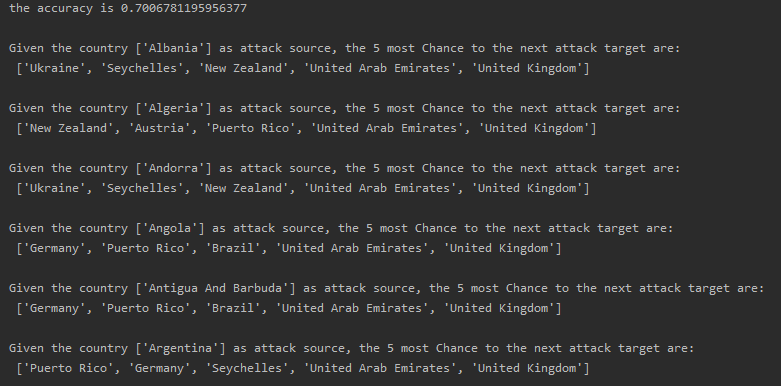 the accuracy is 0.7006781195956377
Given the country ['Albania'] as attack source, the 5 most Chance to the next attack target are:
['Ukraine', 'Seychelles', 'New Zealand', 'United Arab Emirates', 'United Kingdom']
Given the country ['Algeria'] as attack source, the 5 most Chance to the next attack target are:
['New Zealand', 'Austria', 'Puerto Rico', 'United Arab Emirates', 'United Kingdom']
Given the country ['Andorra'] as attack source, the 5 most Chance to the next attack target are:
['Ukraine', 'Seychelles', 'New Zealand', 'United Arab Emirates', 'United Kingdom']
Given the country ['Angola'] as attack source, the 5 most Chance to the next attack target are:
['Germany', 'Puerto Rico', 'Brazil', 'United Arab Emirates', 'United Kingdom']
Given the country ['Antigua And Barbuda'] as attack source, the 5 most Chance to the next attack target are:
['Germany', 'Puerto Rico', 'Brazil', 'United Arab Emirates', 'United Kingdom']
Given the country ['Argentina'] as attack source, the 5 most Chance to the next attack target are:
['Puerto Rico', 'Germany', 'Seychelles', 'United Arab Emirates', 'United Kingdom']